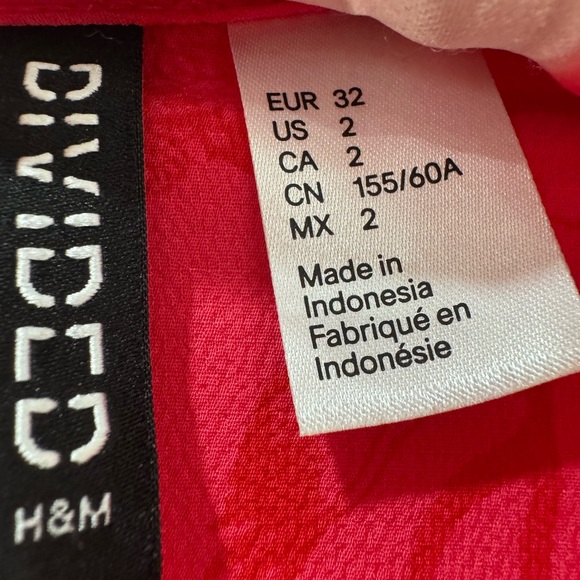 DIVIDED
H&M
EUR 32
US 2
CA 2
CN 155/60A
MX 2
Made in
Indonesia
Fabriqué en
Indonésie